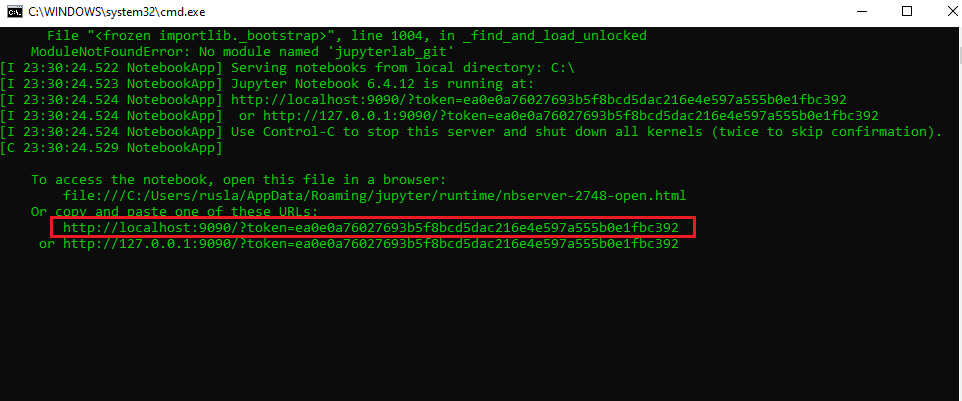 C:\WINDOWS\system32\cmd.exe
File "<frozen importlib._bootstrap>", line 1004, in _find_and_load_unlocked
ModuleNotFoundError: No module named 'jupyterlab_git'
[I 23:30:24.522 NotebookApp] Serving notebooks from local directory: C:\
[I 23:30:24.523 NotebookApp] Jupyter Notebook 6.4.12 is running at:
[I 23:30:24.524 NotebookApp] http://localhost:9090/?token=ea0e0a76027693b5f8bcd5dac216e4e597a555b0e1fbc392
[I 23:30:24.524 NotebookApp]  or http://127.0.0.1:9090/?token=ea0e0a76027693b5f8bcd5dac216e4e597a555b0e1fbc392
[I 23:30:24.524 NotebookApp] Use Control-C to stop this server and shut down all kernels (twice to skip confirmation).
[C 23:30:24.529 NotebookApp]
To access the notebook, open this file in a browser:
file:///C:/Users/rusla/AppData/Roaming/jupyter/runtime/nbserver-2748-open.html
Or copy and paste one of these URLs:
http://localhost:9090/?token=ea0e0a76027693b5f8bcd5dac216e4e597a555b0e1fbc392
or http://127.0.0.1:9090/?token=ea0e0a76027693b5f8bcd5dac216e4e597a555b0e1fbc392